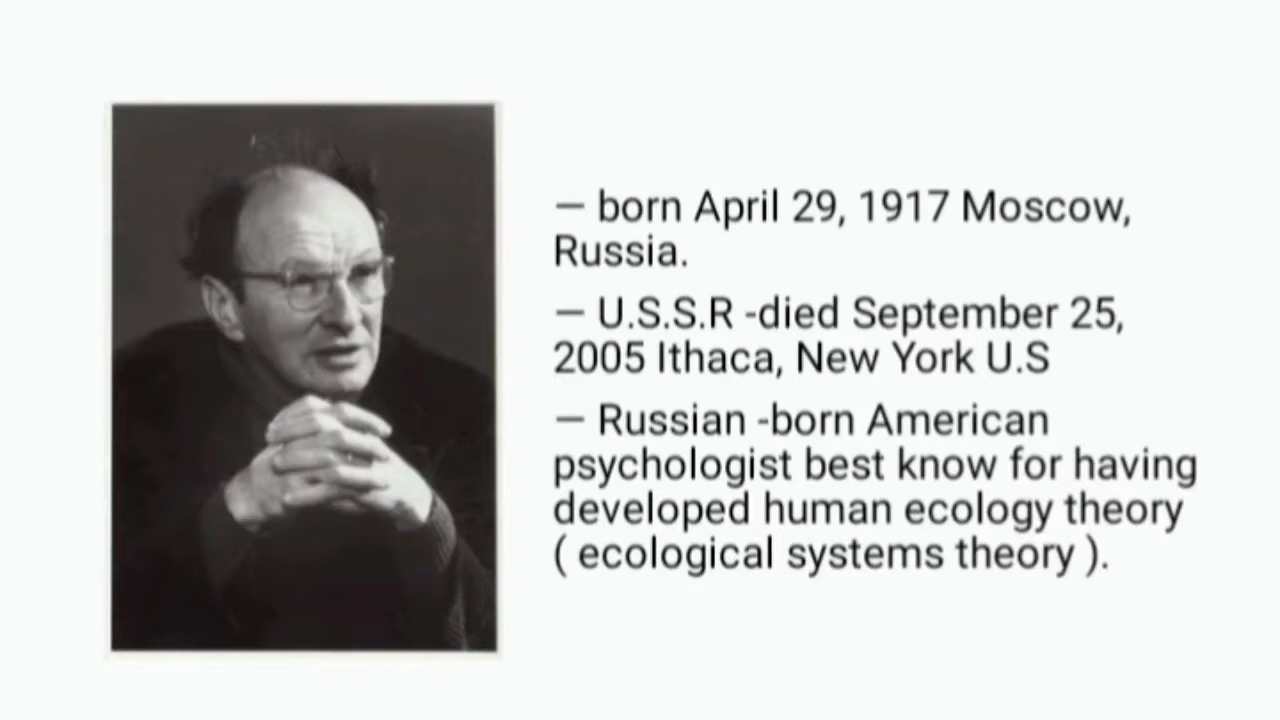 — born April 29, 1917 Moscow,
Russia.
— U.S.S.R -died September 25,
2005 Ithaca, New York U.S
— Russian -born American
psychologist best know for having
developed human ecology theory
( ecological systems theory ).